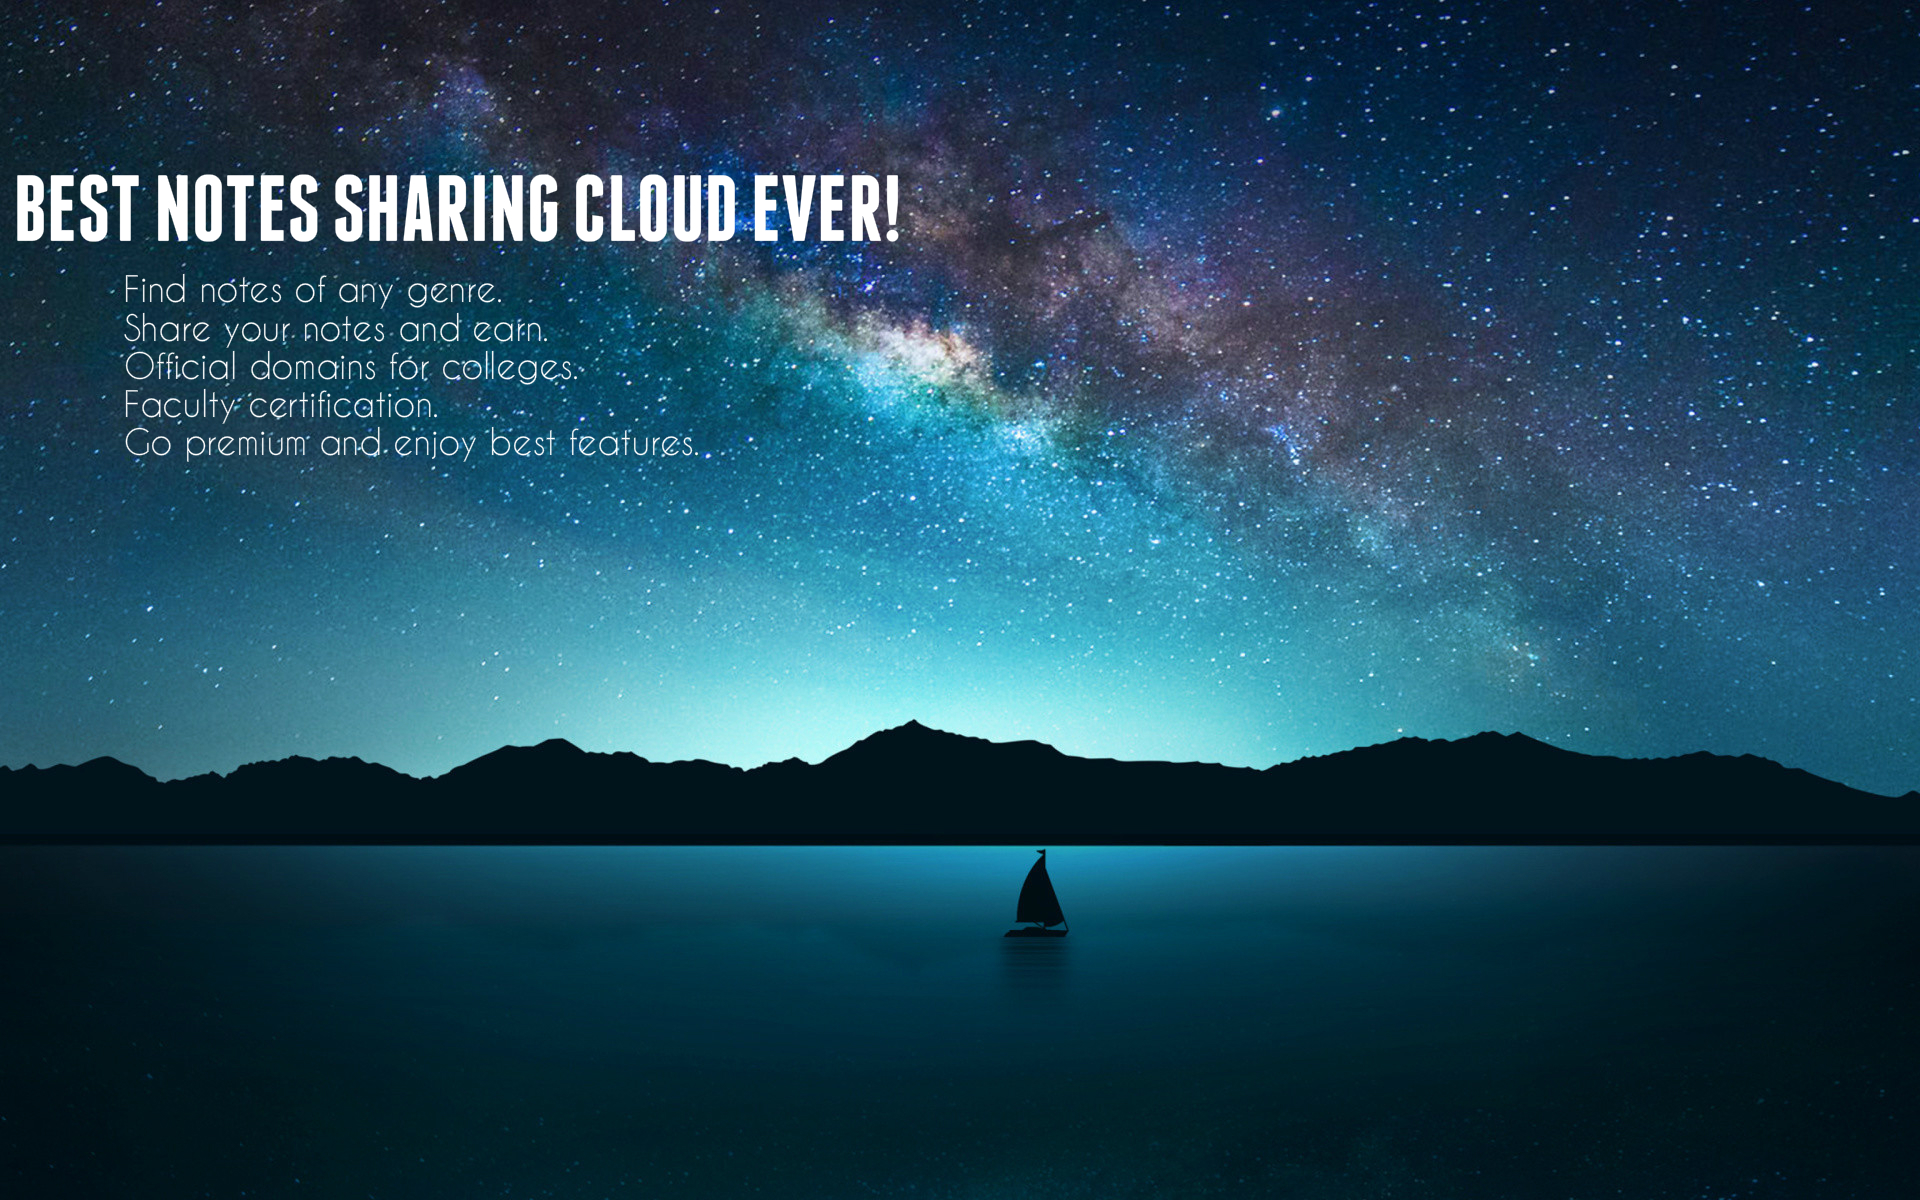 BEST NOTES SHARING CLOUD EVER!
Find notes of any genre.
Share your notes and earn.
Official domains for colleges.
Faculty certification.
Go premium and enjoy best features.